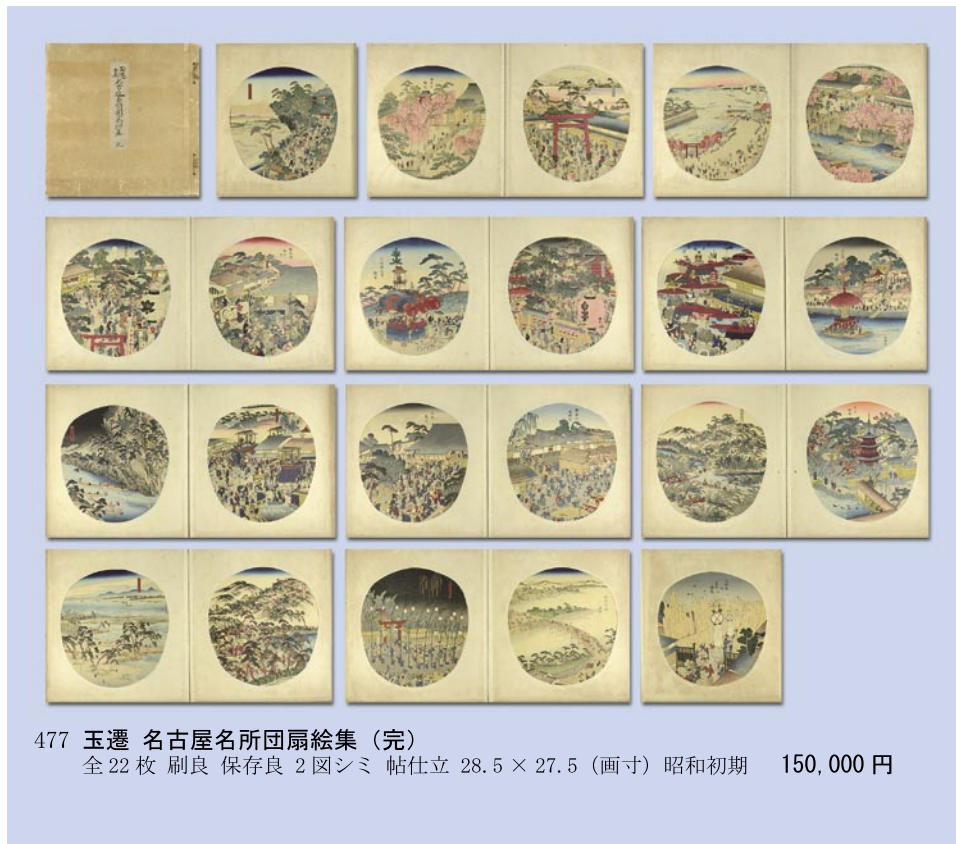 477 玉遷 名古屋名所団扇絵集 (完)
全22枚 刷良 保存良 2図シミ 帖仕立 28.5×27.5 (画寸) 昭和初期 150,000円